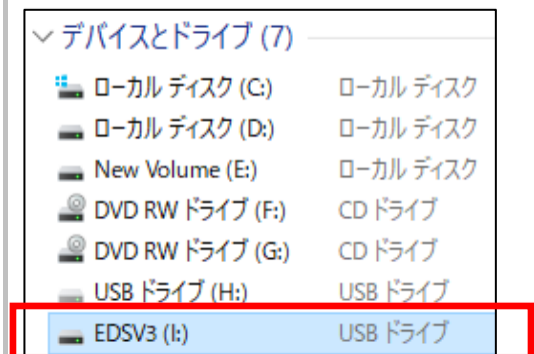 デバイスとドライブ (7)
ローカル ディスク (C:) ローカル ディスク
ローカル ディスク (D:) ローカル ディスク
New Volume (E:) ローカル ディスク
DVD RW ドライブ (F:) CD ドライブ
DVD RW ドライブ (G:) CD ドライブ
USB ドライブ (H:) USB ドライブ
EDSV3 (I:) USB ドライブ